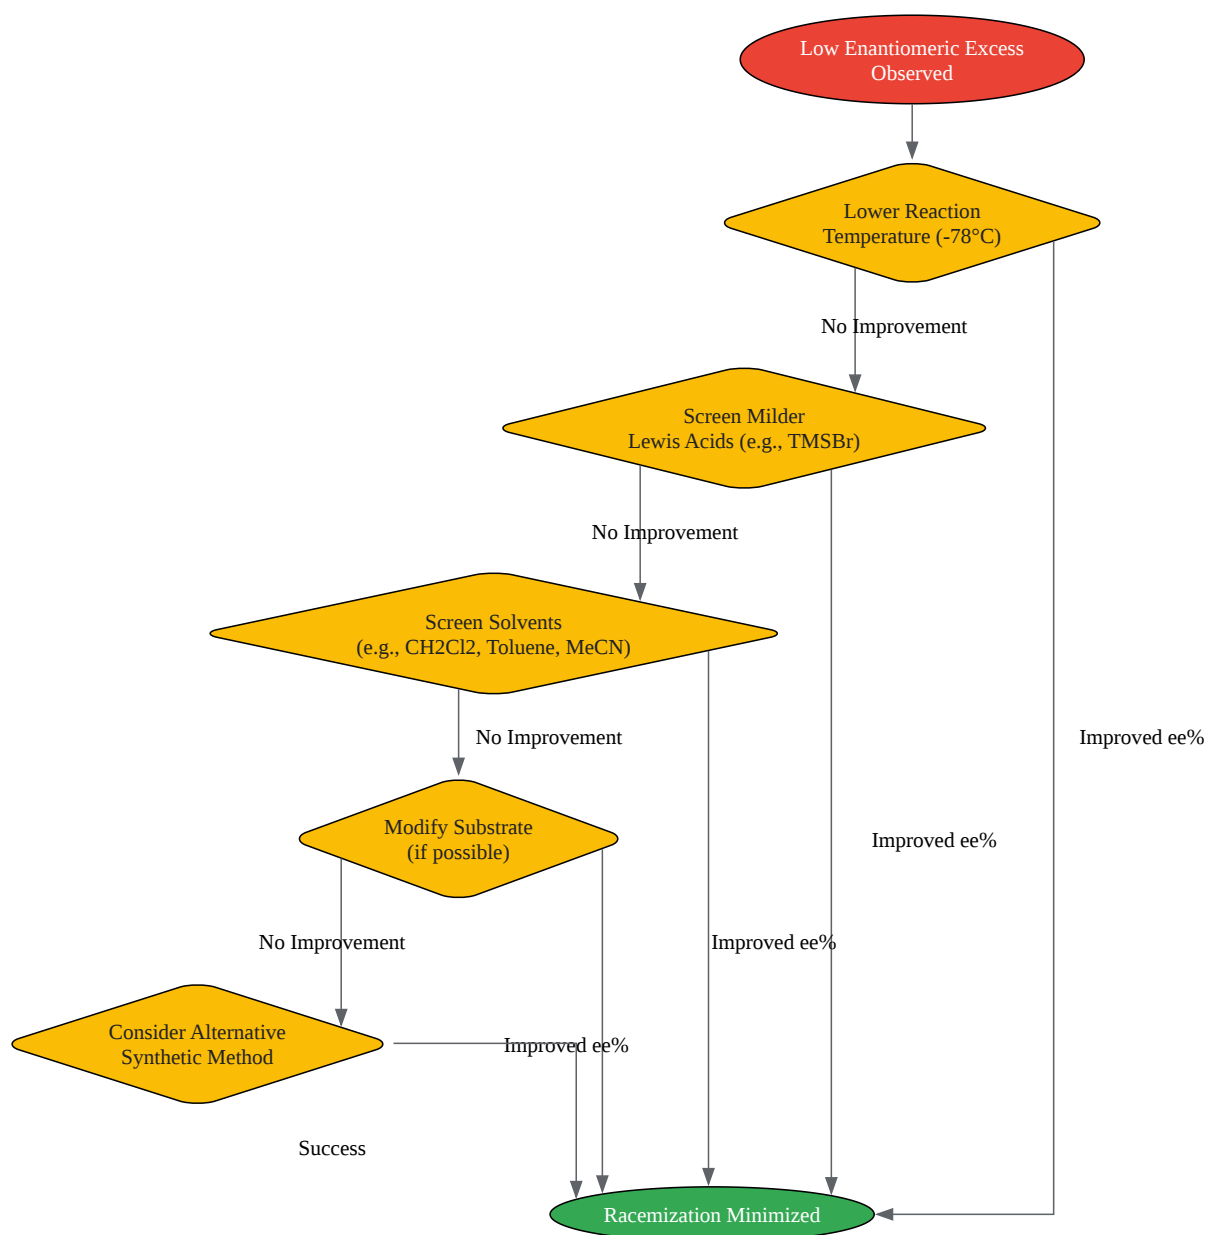 Low Enantiomeric Excess
Observed
Lower Reaction
Temperature (-78°C)
No Improvement
Screen Milder
Lewis Acids (e.g., TMSBr)
No Improvement
Screen Solvents
(e.g., CH2Cl2, Toluene, MeCN)
No Improvement
Improved ee%
Modify Substrate
(if possible)
Improved ee%
No Improvement
Improved ee%
Consider Alternative
Synthetic Method
Improved ee%
Success
Racemization Minimized